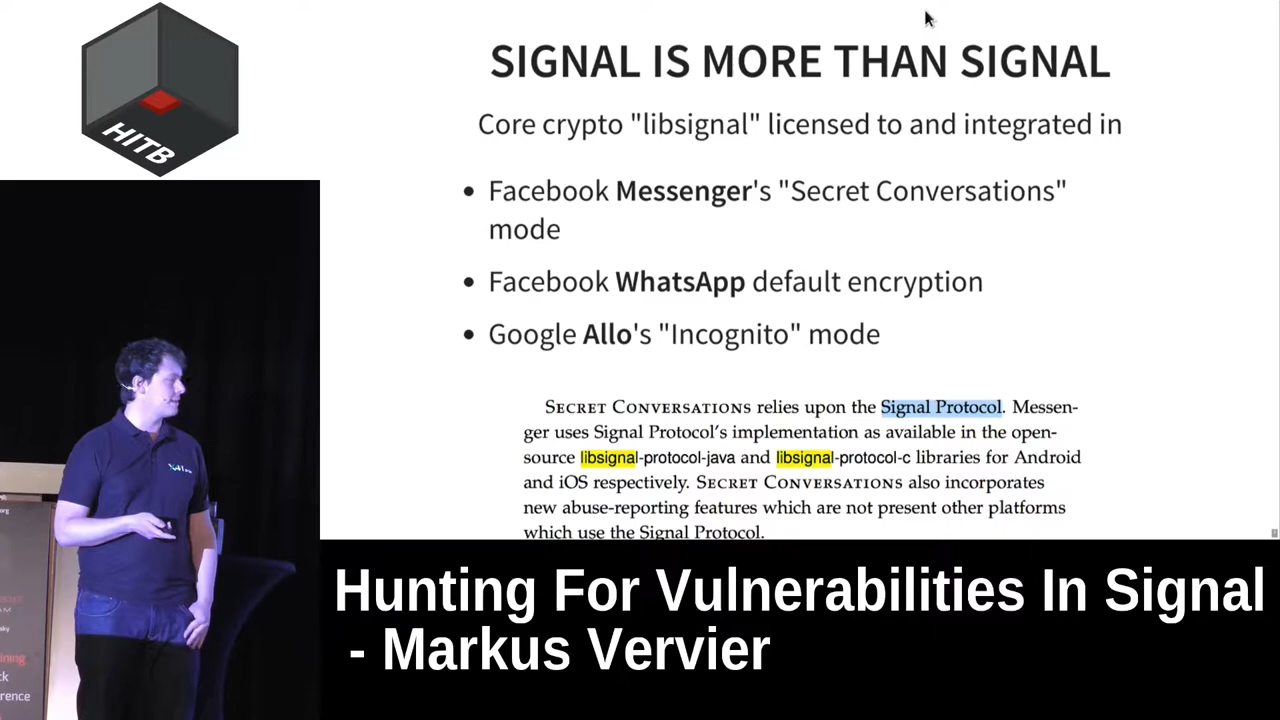 HITB
SIGNAL IS MORE THAN SIGNAL
Core crypto "libsignal" licensed to and integrated in
• Facebook Messenger's "Secret Conversations"
mode
• Facebook WhatsApp default encryption
• Google Allo's "Incognito" mode
SECRET CONVERSATIONS relies upon the Signal Protocol. Messen-
ger uses Signal Protocol's implementation as available in the open-
source libsignal-protocol-java and libsignal-protocol-c libraries for Android
and iOS respectively. SECRET CONVERSATIONS also incorporates
new abuse-reporting features which are not present other platforms
which use the Signal Protocol.
Hunting For Vulnerabilities In Signal
- Markus Vervier